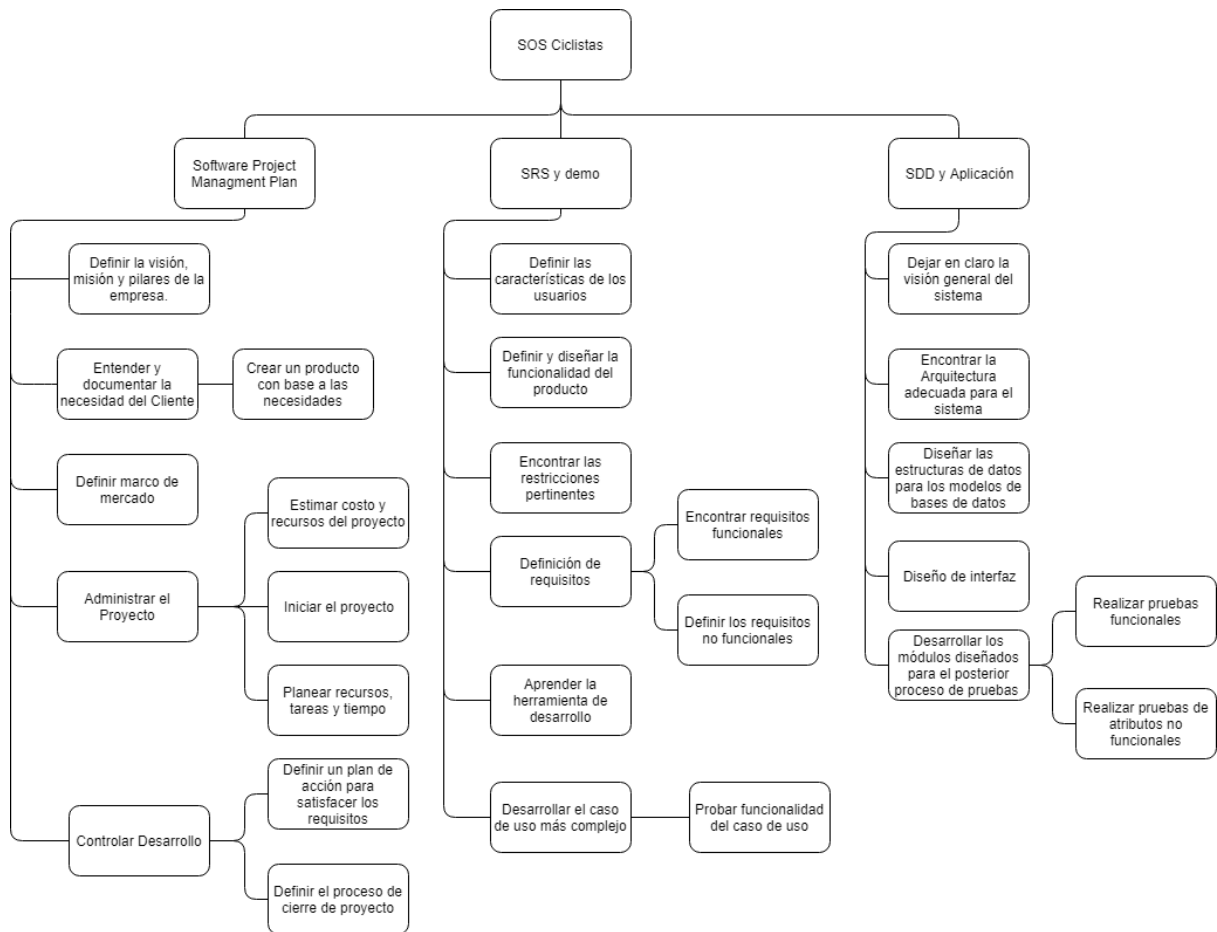 SOS Ciclistas
Software Project
Managment Plan
Definir la visión,
misión y pilares de la
empresa.
Entender y
documentar la
necesidad del Cliente
Crear un producto
con base a las
necesidades
Definir marco de
mercado
Administrar el
Proyecto
Estimar costo y
recursos del proyecto
Iniciar el proyecto
Planear recursos,
tareas y tiempo
Controlar Desarrollo
Definir un plan de
acción para
satisfacer los
requisitos
Definir el proceso de
cierre de proyecto
SRS y demo
Definir las
características de los
usuarios
Definir y diseñar la
funcionalidad del
producto
Encontrar las
restricciones
pertinentes
Definición de
requisitos
Encontrar requisitos
funcionales
Definir los requisitos
no funcionales
Aprender la
herramienta de
desarrollo
Desarrollar el caso
de uso más complejo
Probar funcionalidad
del caso de uso
SDD y Aplicación
Dejar en claro la
visión general del
sistema
Encontrar la
Arquitectura
adecuada para el
sistema
Diseñar las
estructuras de datos
para los modelos de
bases de datos
Diseño de interfaz
Desarrollar los
módulos diseñados
para el posterior
proceso de pruebas
Realizar pruebas
funcionales
Realizar pruebas de
atributos no
funcionales